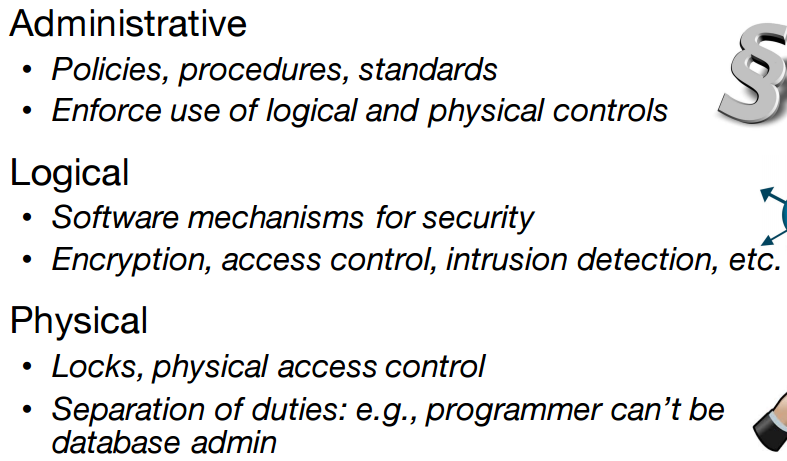 Administrative
• Policies, procedures, standards
• Enforce use of logical and physical controls
Logical
• Software mechanisms for security
• Encryption, access control, intrusion detection, etc.
Physical
• Locks, physical access control
• Separation of duties: e.g., programmer can’t be
database admin